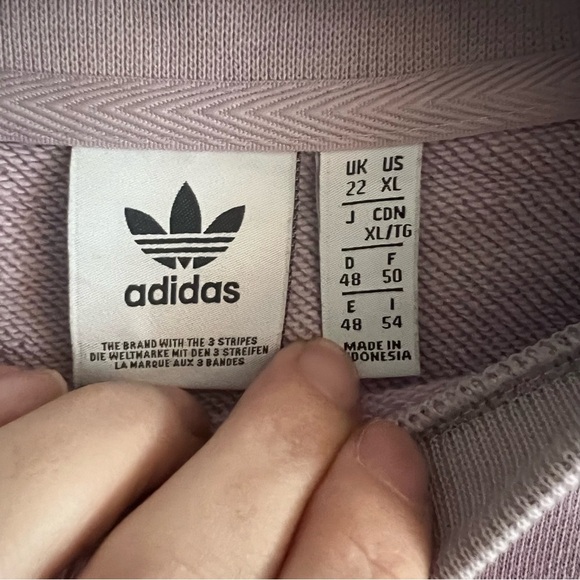 adidas
THE BRAND WITH THE 3 STRIPES
DIE WELTMARKE MIT DEN 3 STREIFEN
LA MARQUE AUX 3 BANDES
UK US
22 XL
J CDN
XL/TG
D F
48 50
E I
48 54
MADE IN
DONESIA